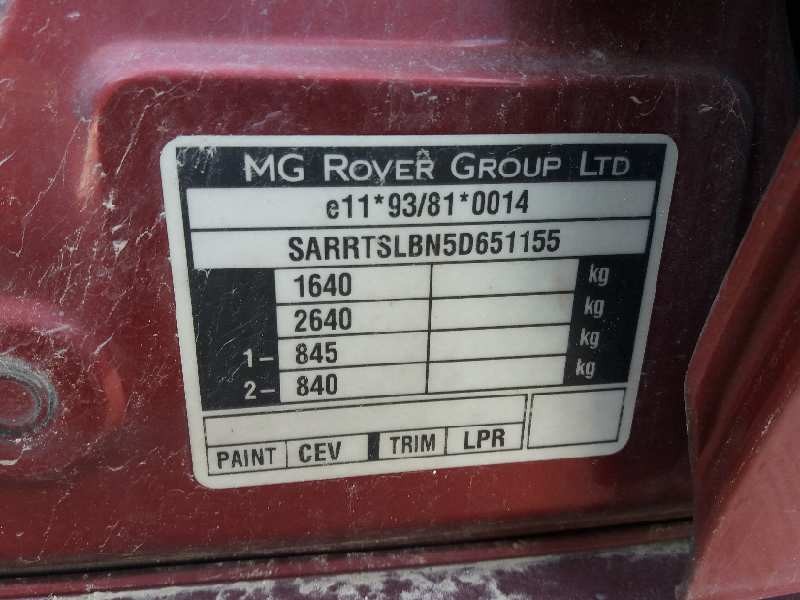 MG ROVER GROUP LTD
e11*93/81*0014
SARRTSLBN5D651155
1640 kg
2640 kg
1– 845 kg
2– 840 kg
PAINT CEV TRIM LPR